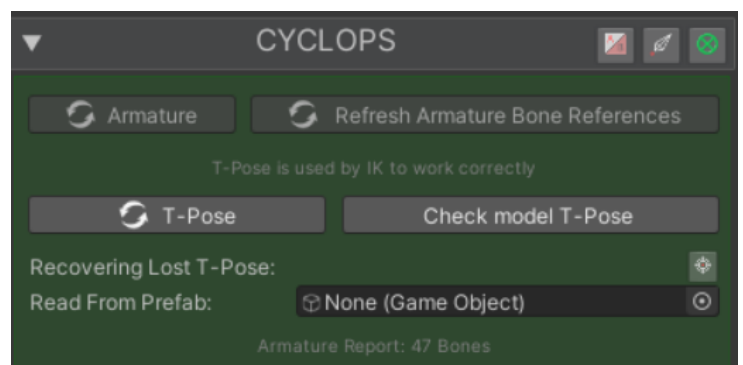 CYCLOPS
Armature Refresh Armature Bone References
T-Pose is used by IK to work correctly
T-Pose Check model T-Pose
Recovering Lost T-Pose:
Read From Prefab: None (Game Object)
Armature Report: 47 Bones